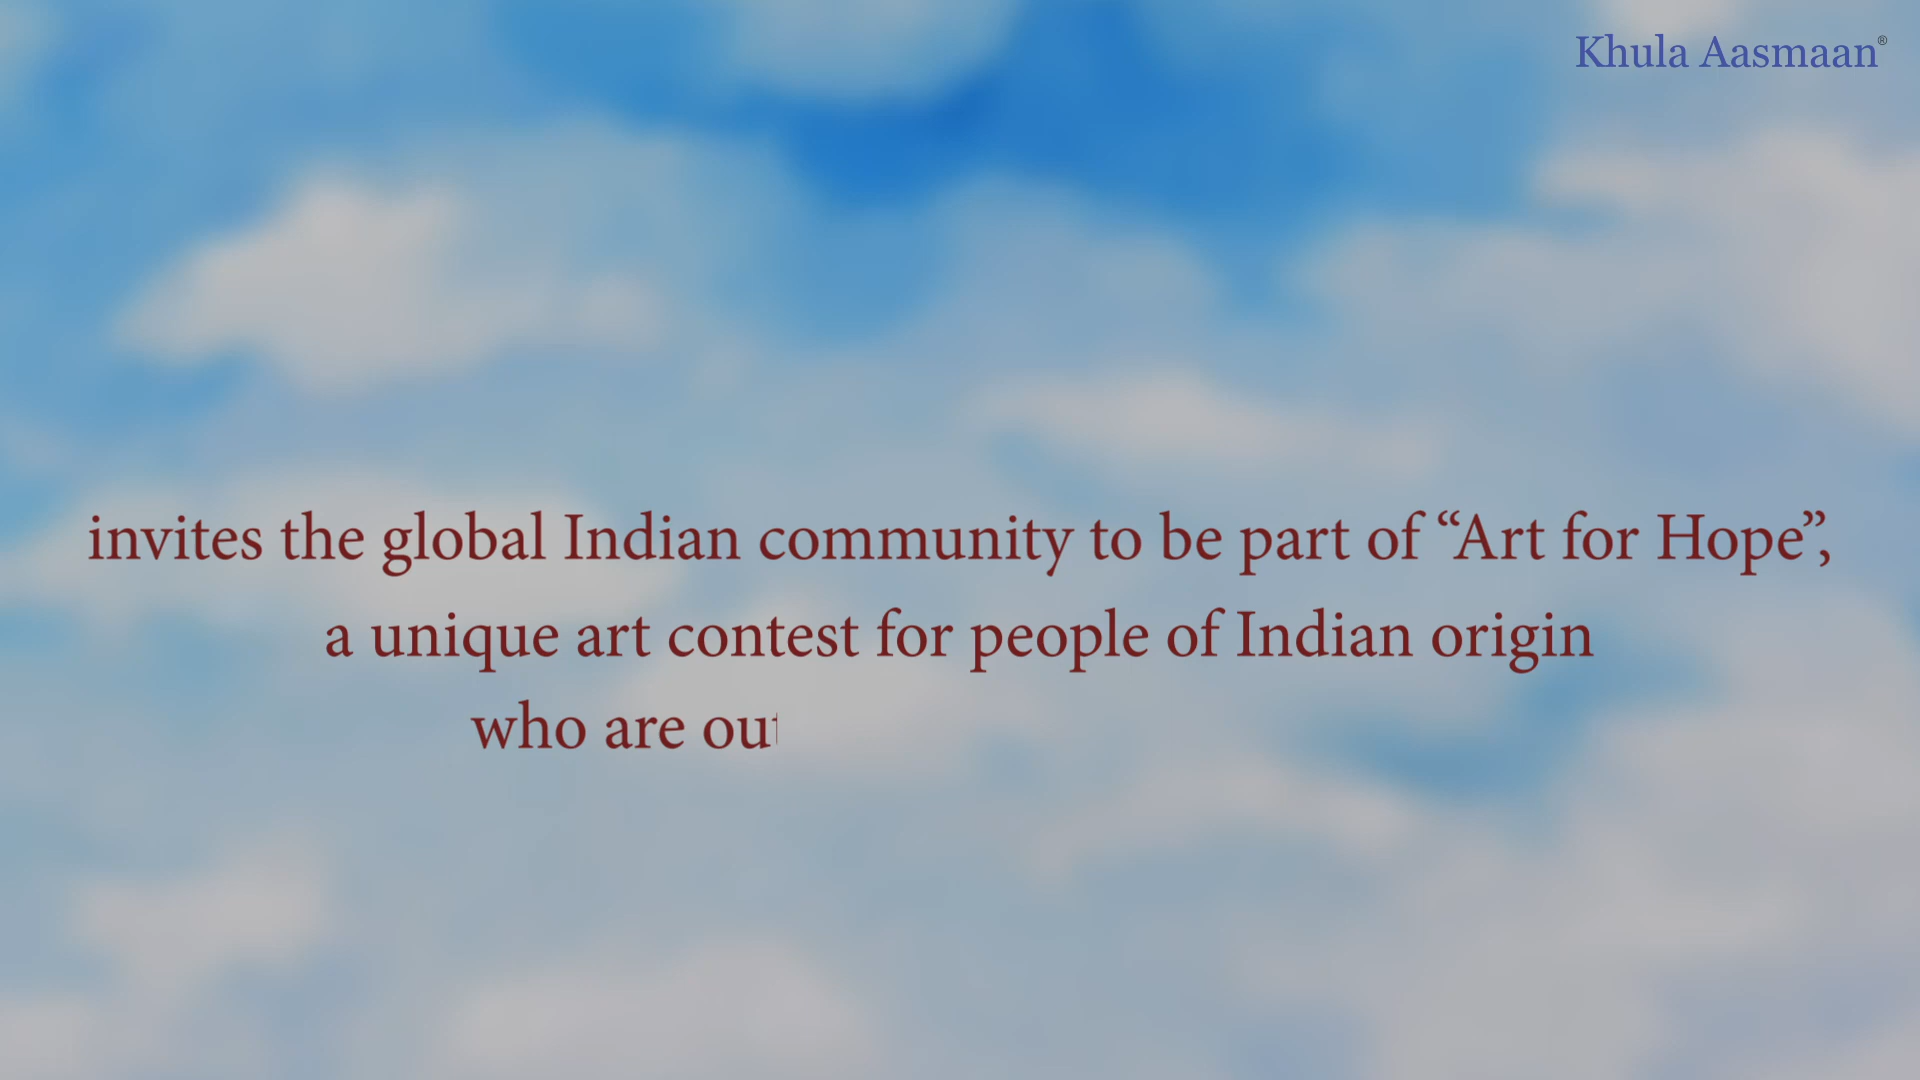 Khula Aasmaan®
invites the global Indian community to be part of “Art for Hope”,
a unique art contest for people of Indian origin
who are out